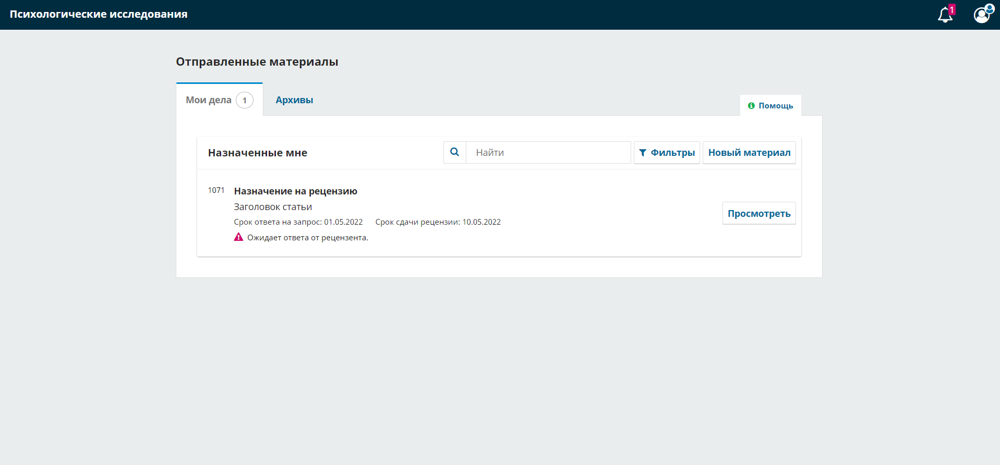 Психологические исследования
1
Отправленные материалы
Мои дела 1
Архивы
Помощь
Назначенные мне
Найти
Фильтры
Новый материал
1071 Назначение на рецензию
Заголовок статьи
Срок ответа на запрос: 01.05.2022 Срок сдачи рецензии: 10.05.2022
Просмотреть
Ожидает ответа от рецензента.